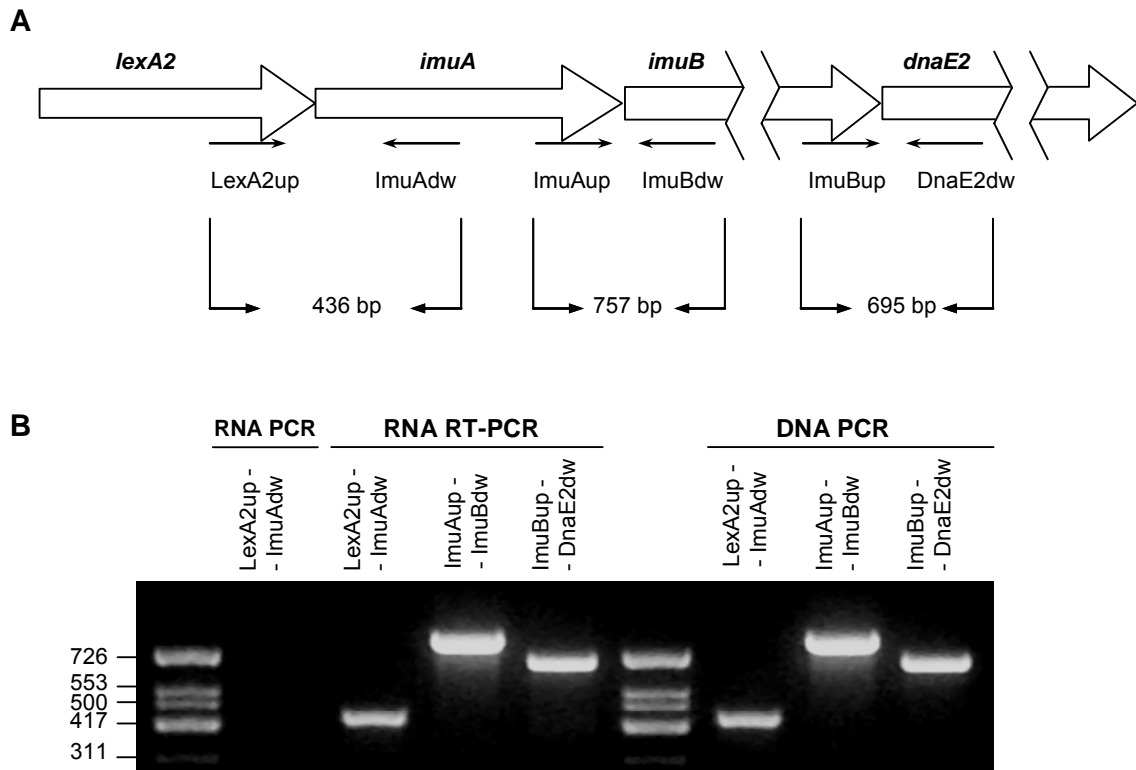 A
lexA2 imuA imuB dnaE2
LexA2up ImuAdw ImuAup ImuBdw ImuBup DnaE2dw
436 bp 757 bp 695 bp
B
RNA PCR RNA RT-PCR DNA PCR
LexA2up -
- ImuAdw
LexA2up -
- ImuAdw
ImuAup -
- ImuBdw
ImuBup -
- DnaE2dw
LexA2up -
- ImuAdw
ImuAup -
- ImuBdw
ImuBup -
- DnaE2dw
726
553
500
417
311